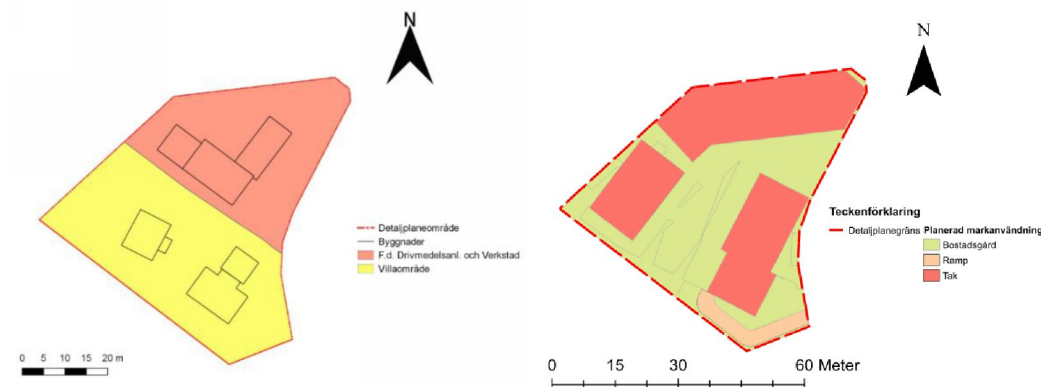 N
Detaljplaneområde
Byggnader
F.d. Drivmedelsanl. och Verkstad
Villaområde
0 5 10 15 20 m
N
Teckenförklaring
Detaljplanegräns Planerad markanvändning
Bostadsgård
Ramp
Tak
0 15 30 60 Meter